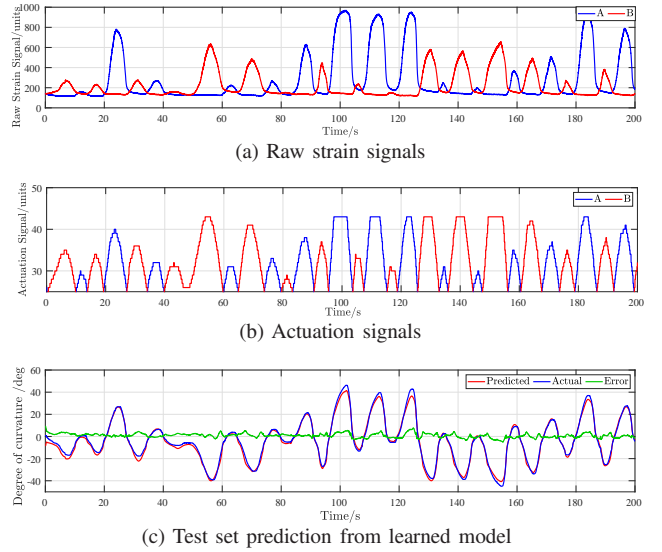 Raw Strain Signal/units
1000
800
600
400
200
0
A B
0 20 40 60 80 100 120 140 160 180 200
Time/s
(a) Raw strain signals
Actuation Signal/units
50
40
30
A B
0 20 40 60 80 100 120 140 160 180 200
Time/s
(b) Actuation signals
Degree of curvature /deg
60
40
20
0
-20
-40
Predicted Actual Error
0 20 40 60 80 100 120 140 160 180 200
Time/s
(c) Test set prediction from learned model